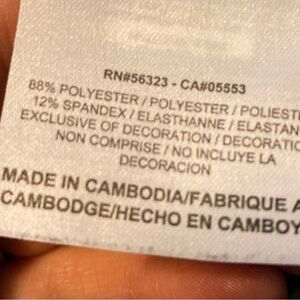 RN#56323 - CA#05553
88% POLYESTER / POLYESTER / POLIEST
12% SPANDEX / ELASTHANNE / ELASTAN
EXCLUSIVE OF DECORATION / DECORATIO
NON COMPRISE / NO INCLUYE LA
DECORACION
MADE IN CAMBODIA/FABRIQUE A
CAMBODGE/HECHO EN CAMBOY